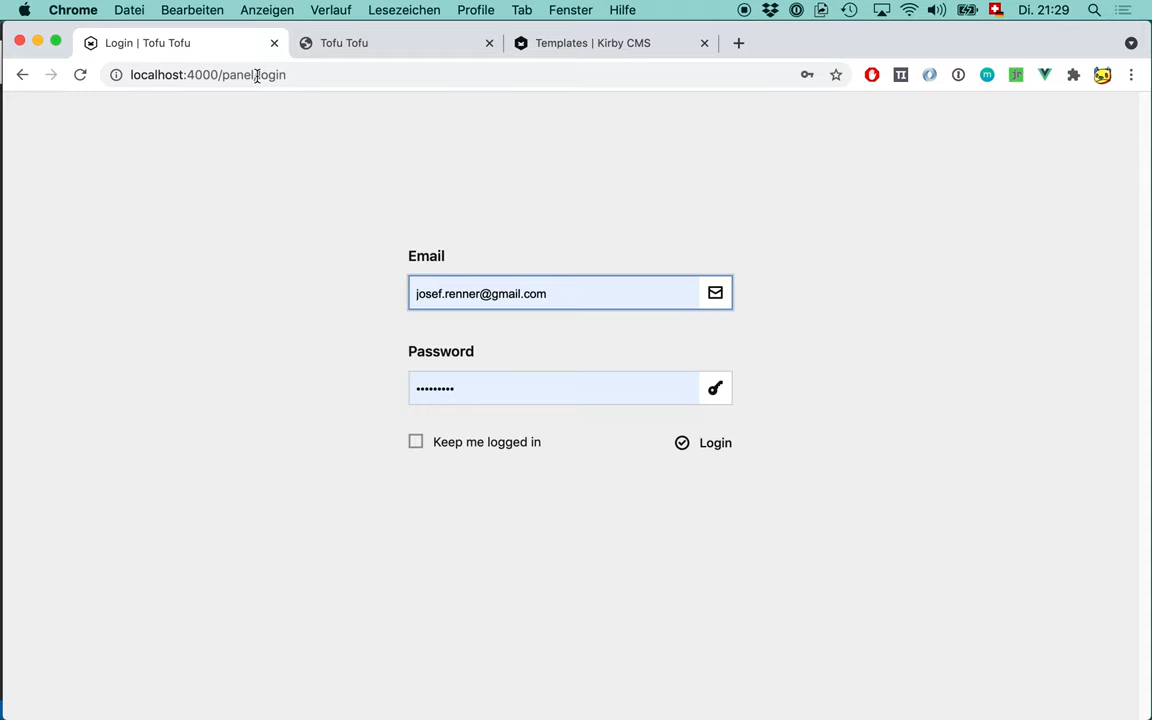 Chrome Datei Bearbeiten Anzeigen Verlauf Lesezeichen Profile Tab Fenster Hilfe Di. 21:29
Login | Tofu Tofu Tofu Tofu Templates | Kirby CMS
localhost:4000/panel/login
Email
josef.renner@gmail.com
Password
•••••••••
Keep me logged in Login